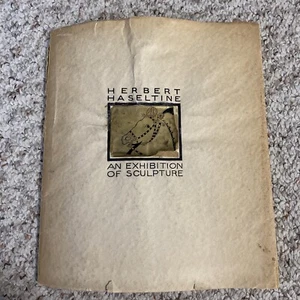 HERBERT
HASELTINE
AN EXHIBITION
OF SCULPTURE